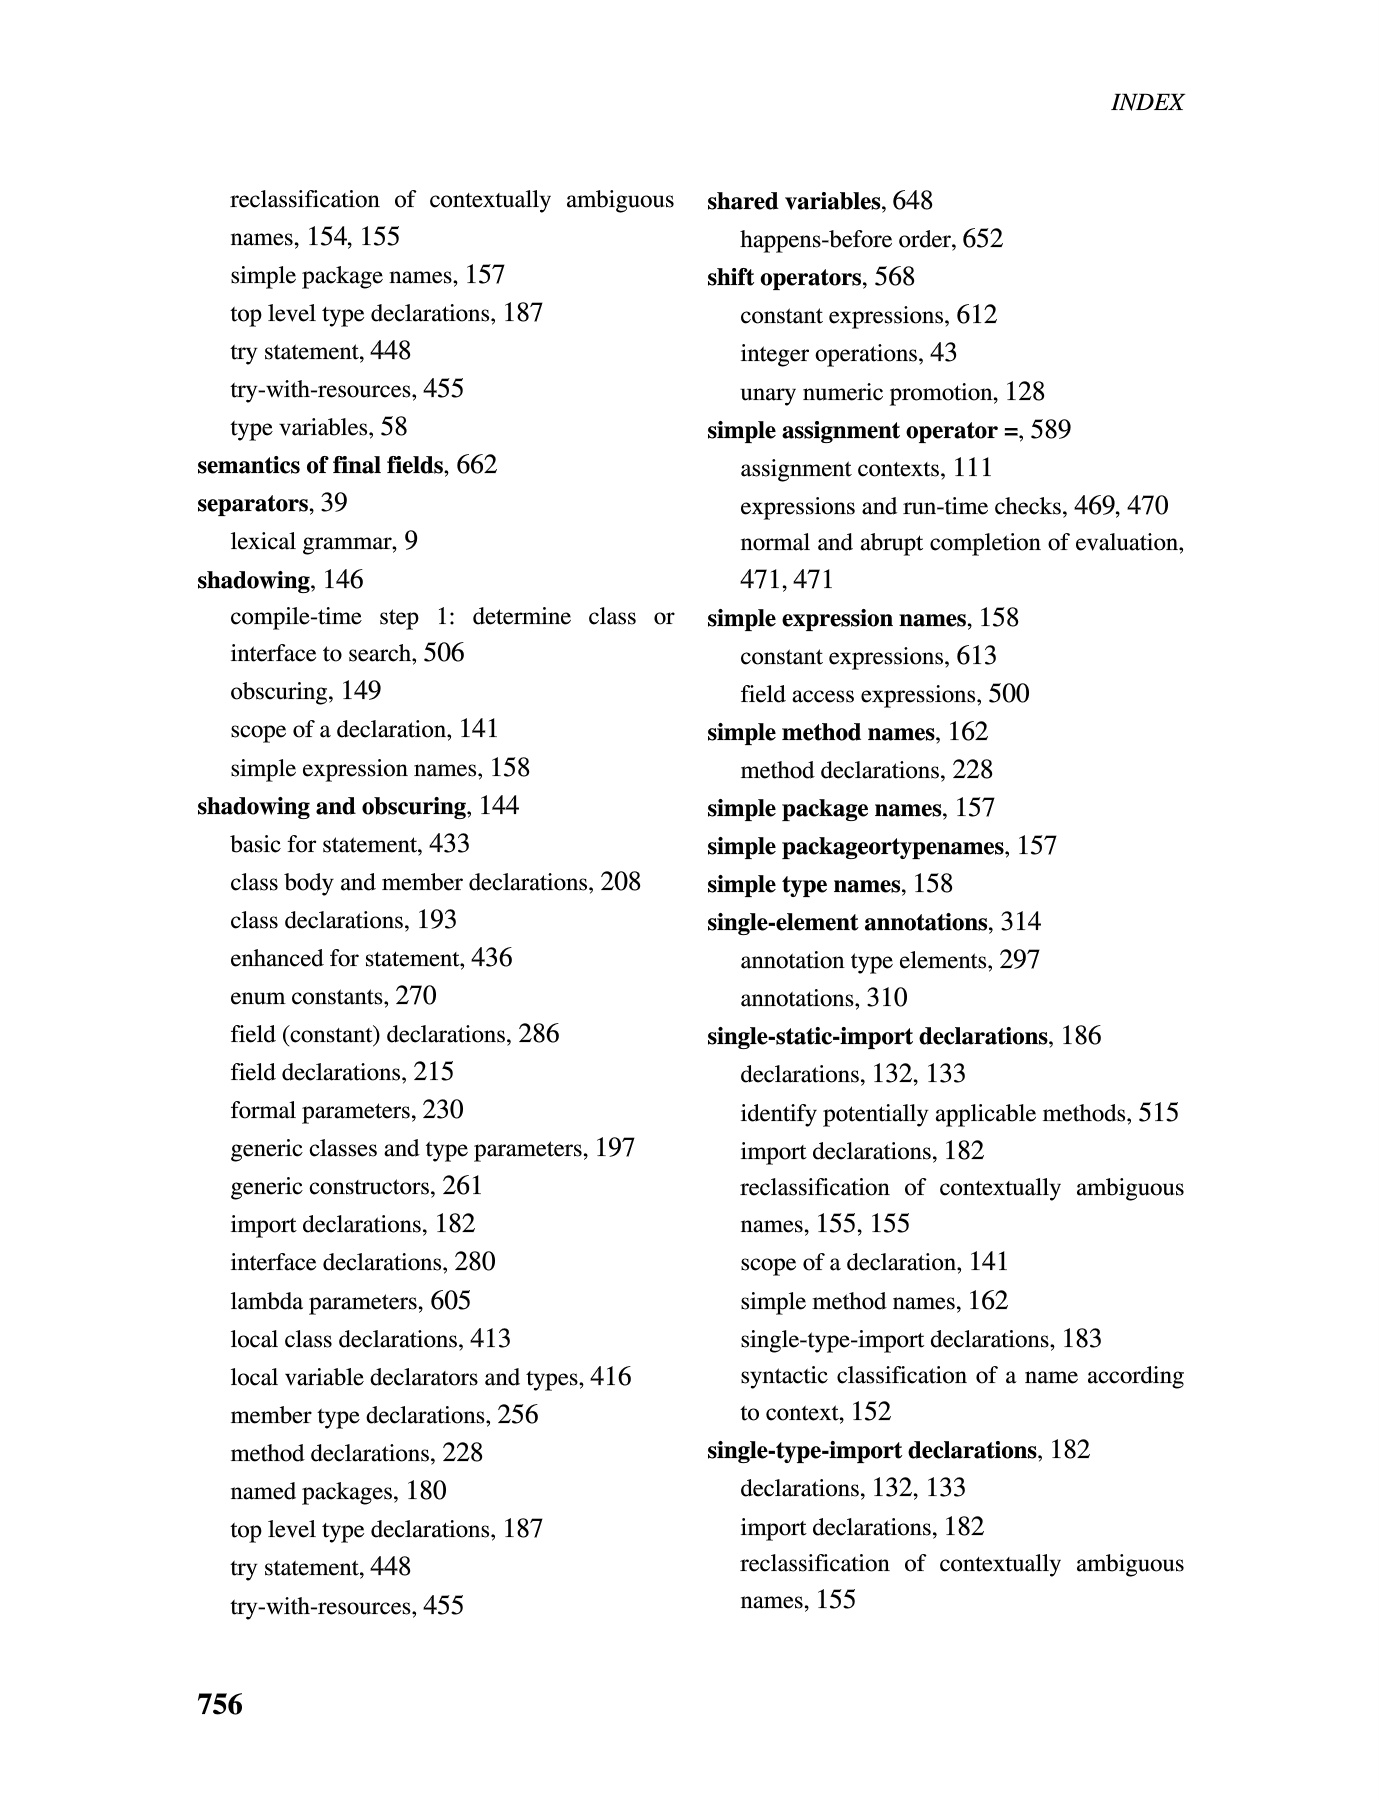 INDEX
reclassification of contextually ambiguous
names, 154, 155
simple package names, 157
top level type declarations, 187
try statement, 448
try-with-resources, 455
type variables, 58
semantics of final fields, 662
separators, 39
lexical grammar, 9
shadowing, 146
compile-time step 1: determine class or
interface to search, 506
obscuring, 149
scope of a declaration, 141
simple expression names, 158
shadowing and obscuring, 144
basic for statement, 433
class body and member declarations, 208
class declarations, 193
enhanced for statement, 436
enum constants, 270
field (constant) declarations, 286
field declarations, 215
formal parameters, 230
generic classes and type parameters, 197
generic constructors, 261
import declarations, 182
interface declarations, 280
lambda parameters, 605
local class declarations, 413
local variable declarators and types, 416
member type declarations, 256
method declarations, 228
named packages, 180
top level type declarations, 187
try statement, 448
try-with-resources, 455
shared variables, 648
happens-before order, 652
shift operators, 568
constant expressions, 612
integer operations, 43
unary numeric promotion, 128
simple assignment operator =, 589
assignment contexts, 111
expressions and run-time checks, 469, 470
normal and abrupt completion of evaluation,
471, 471
simple expression names, 158
constant expressions, 613
field access expressions, 500
simple method names, 162
method declarations, 228
simple package names, 157
simple packageortypenames, 157
simple type names, 158
single-element annotations, 314
annotation type elements, 297
annotations, 310
single-static-import declarations, 186
declarations, 132, 133
identify potentially applicable methods, 515
import declarations, 182
reclassification of contextually ambiguous
names, 155, 155
scope of a declaration, 141
simple method names, 162
single-type-import declarations, 183
syntactic classification of a name according
to context, 152
single-type-import declarations, 182
declarations, 132, 133
import declarations, 182
reclassification of contextually ambiguous
names, 155
756